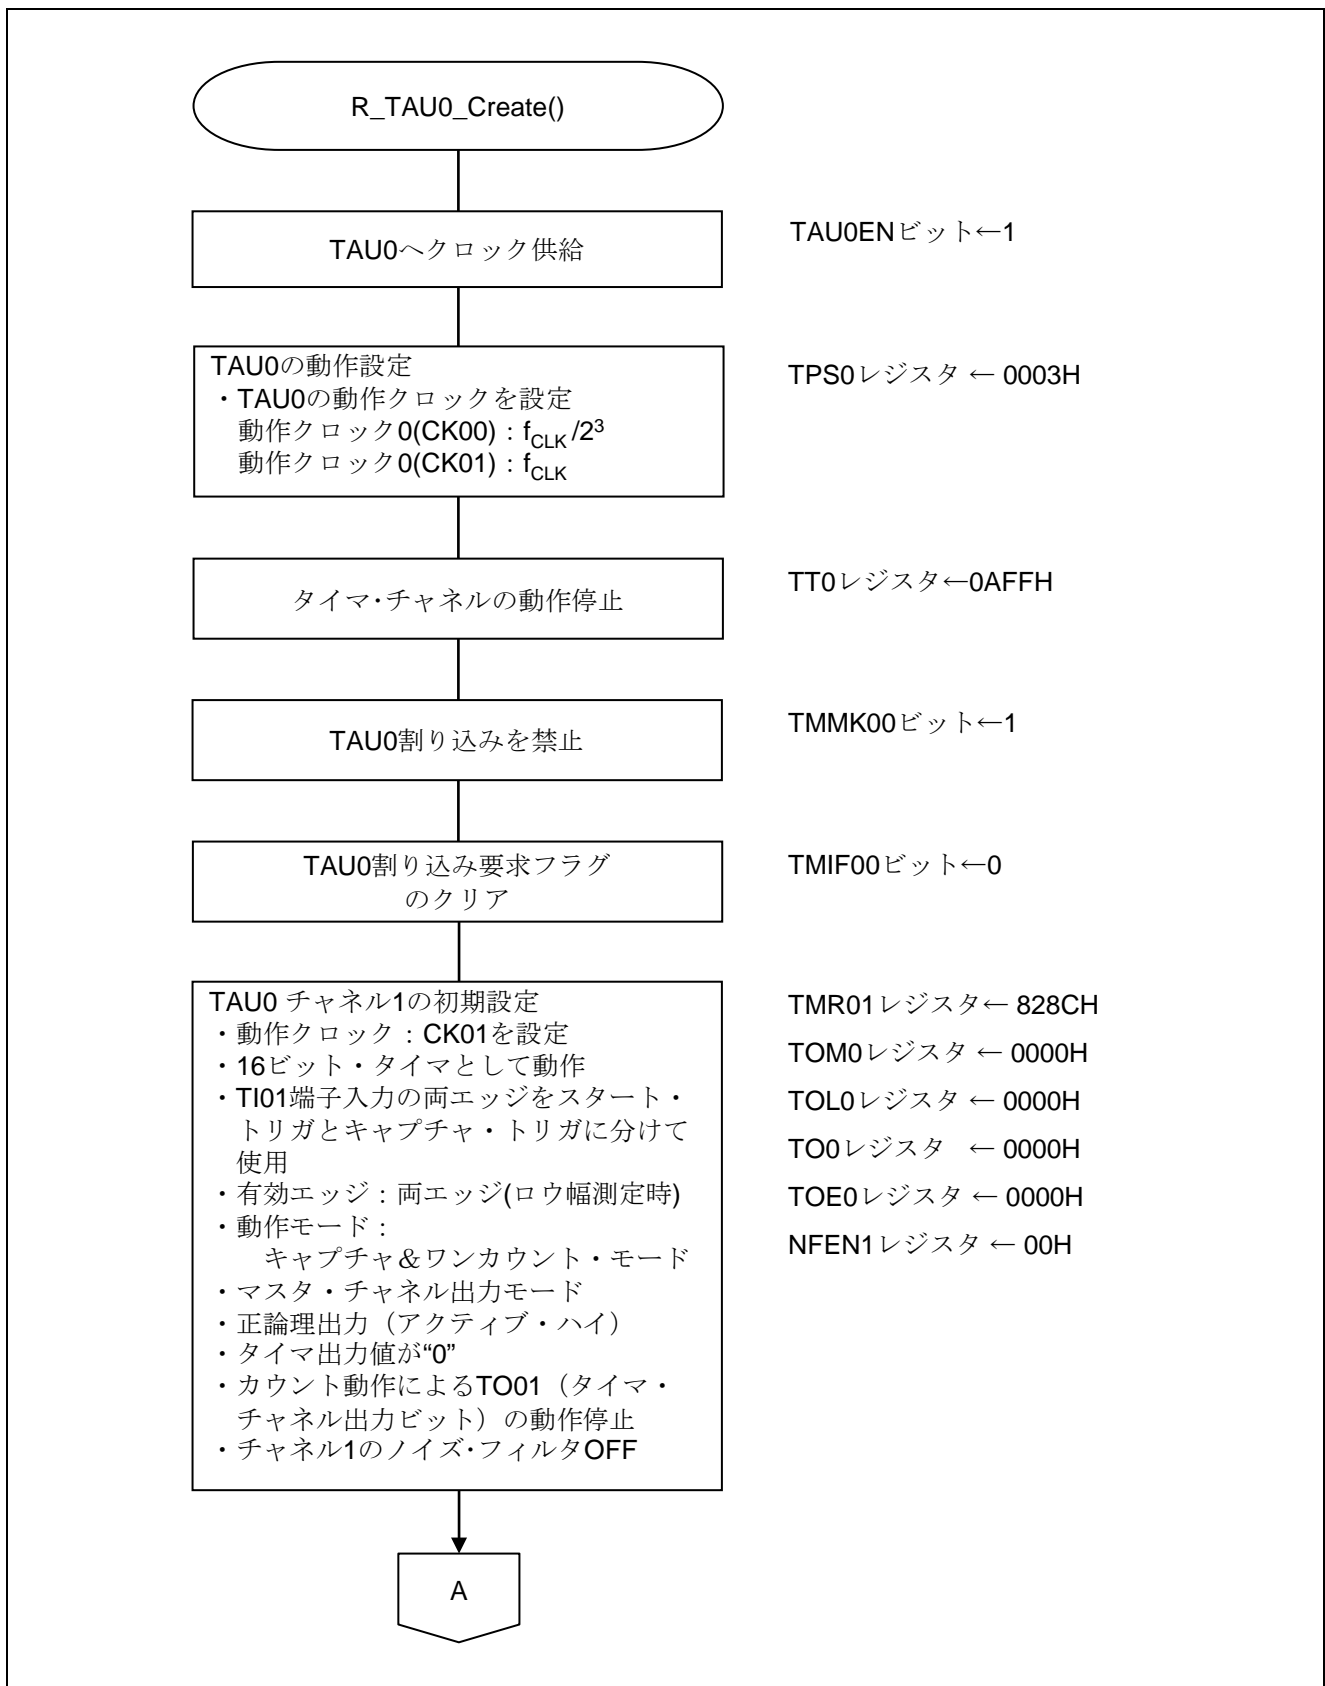 R_TAU0_Create()
TAU0へクロック供給
TAU0ENビット←1
TAU0の動作設定
・TAU0の動作クロックを設定
動作クロック0(CK00)：fCLK /2³
動作クロック0(CK01)：fCLK
TPS0レジスタ ← 0003H
タイマ･チャネルの動作停止
TT0レジスタ←0AFFH
TAU0割り込みを禁止
TMMK00ビット←1
TAU0割り込み要求フラグ
のクリア
TMIF00ビット←0
TAU0 チャネル1の初期設定
・動作クロック：CK01を設定
・16ビット・タイマとして動作
・TI01端子入力の両エッジをスタート・
トリガとキャプチャ・トリガに分けて
使用
・有効エッジ：両エッジ(ロウ幅測定時)
・動作モード：
キャプチャ＆ワンカウント・モード
・マスタ・チャネル出力モード
・正論理出力（アクティブ・ハイ）
・タイマ出力値が“0”
・カウント動作によるTO01（タイマ・
チャネル出力ビット）の動作停止
・チャネル1のノイズ･フィルタOFF
TMR01レジスタ← 828CH
TOM0レジスタ ← 0000H
TOL0レジスタ ← 0000H
TO0レジスタ ← 0000H
TOE0レジスタ ← 0000H
NFEN1レジスタ ← 00H
A